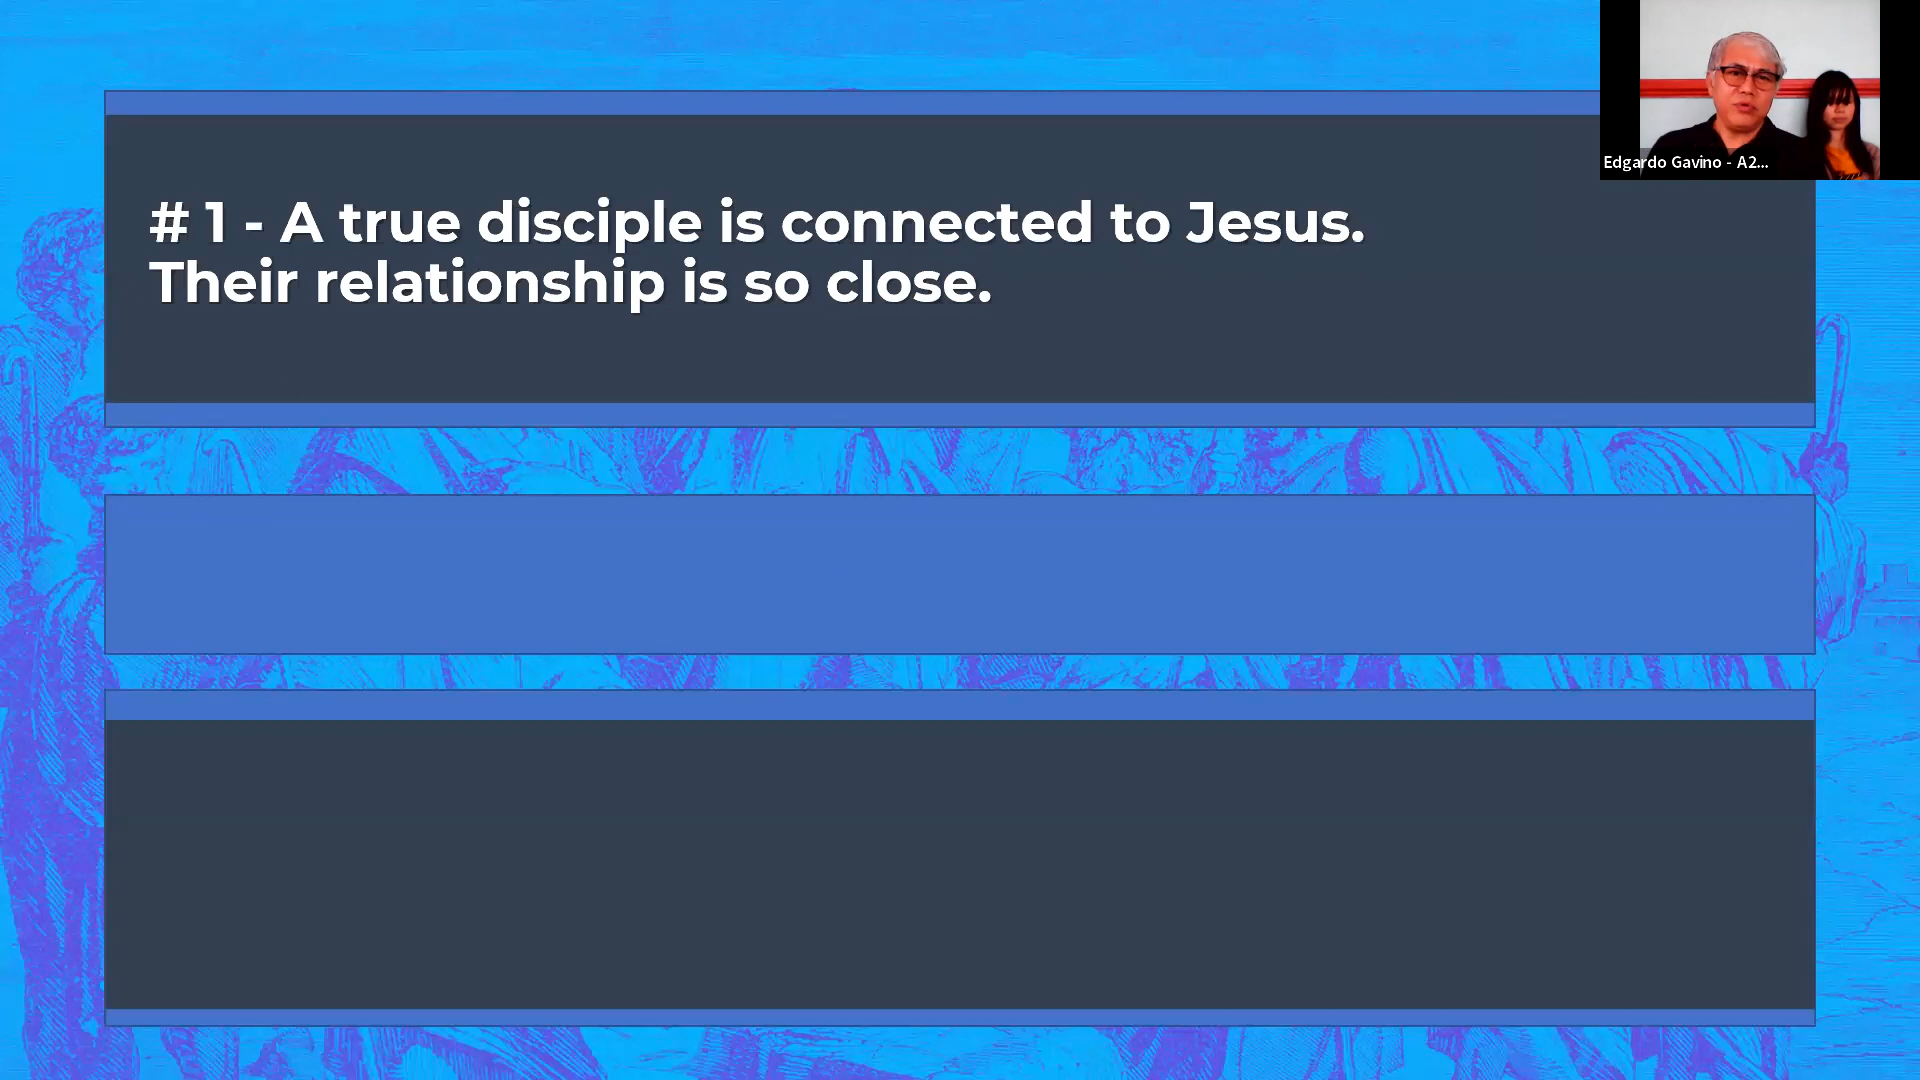 # 1 - A true disciple is connected to Jesus.
Their relationship is so close.
Edgardo Gavino - A2...